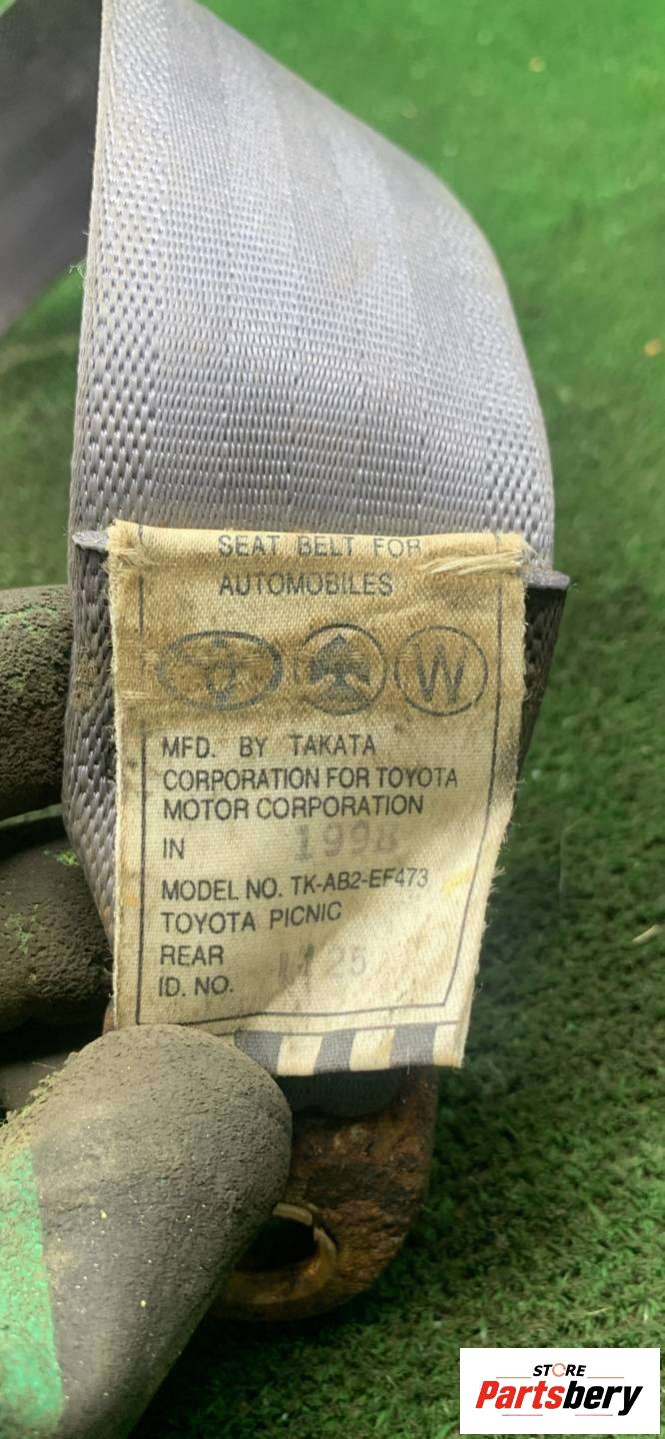 SEAT BELT FOR
AUTOMOBILES
W
MFD. BY TAKATA
CORPORATION FOR TOYOTA
MOTOR CORPORATION
IN 1998
MODEL NO. TK-AB2-EF473
TOYOTA PICNIC
REAR
ID. NO.
STORE
Partsbery